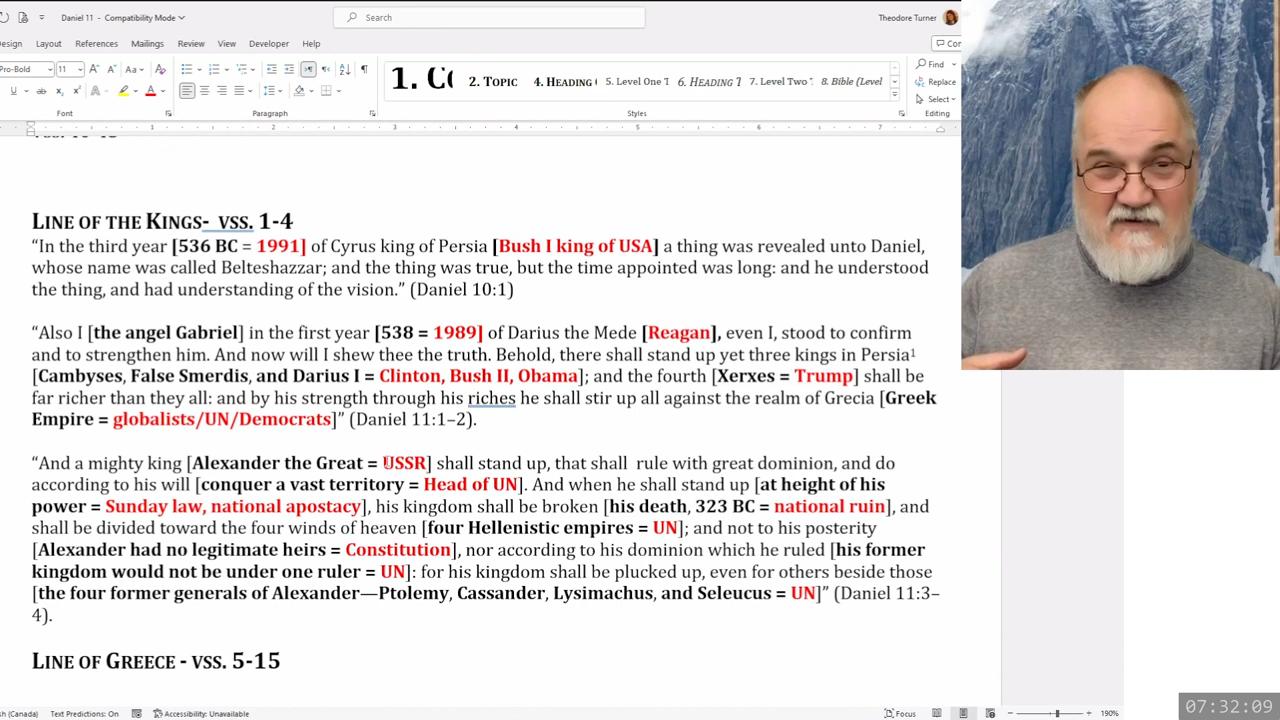 Daniel 11 - Compatibility Mode
Search
Theodore Turner
Design Layout References Mailings Review View Developer Help
Pro-Bold 11 Aa
1. C 2. TOPIC 4. HEADING 5. Level One T 6. HEADING T 7. Level Two 8. Bible (Level
Find
Replace
Select
Font Paragraph Styles Editing
1 2 3 4 5 6 7
LINE OF THE KINGS- VSS. 1-4
“In the third year [536 BC = 1991] of Cyrus king of Persia [Bush I king of USA] a thing was revealed unto Daniel,
whose name was called Belteshazzar; and the thing was true, but the time appointed was long: and he understood
the thing, and had understanding of the vision.” (Daniel 10:1)
“Also I [the angel Gabriel] in the first year [538 = 1989] of Darius the Mede [Reagan], even I, stood to confirm
and to strengthen him. And now will I shew thee the truth. Behold, there shall stand up yet three kings in Persia1
[Cambyses, False Smerdis, and Darius I = Clinton, Bush II, Obama]; and the fourth [Xerxes = Trump] shall be
far richer than they all: and by his strength through his riches he shall stir up all against the realm of Grecia [Greek
Empire = globalists/UN/Democrats]” (Daniel 11:1–2).
“And a mighty king [Alexander the Great = USSR] shall stand up, that shall rule with great dominion, and do
according to his will [conquer a vast territory = Head of UN]. And when he shall stand up [at height of his
power = Sunday law, national apostacy], his kingdom shall be broken [his death, 323 BC = national ruin], and
shall be divided toward the four winds of heaven [four Hellenistic empires = UN]; and not to his posterity
[Alexander had no legitimate heirs = Constitution], nor according to his dominion which he ruled [his former
kingdom would not be under one ruler = UN]: for his kingdom shall be plucked up, even for others beside those
[the four former generals of Alexander—Ptolemy, Cassander, Lysimachus, and Seleucus = UN]” (Daniel 11:3–
4).
LINE OF GREECE - VSS. 5-15
sh (Canada) Text Predictions: On Accessibility: Unavailable Focus 190%
07:32:09